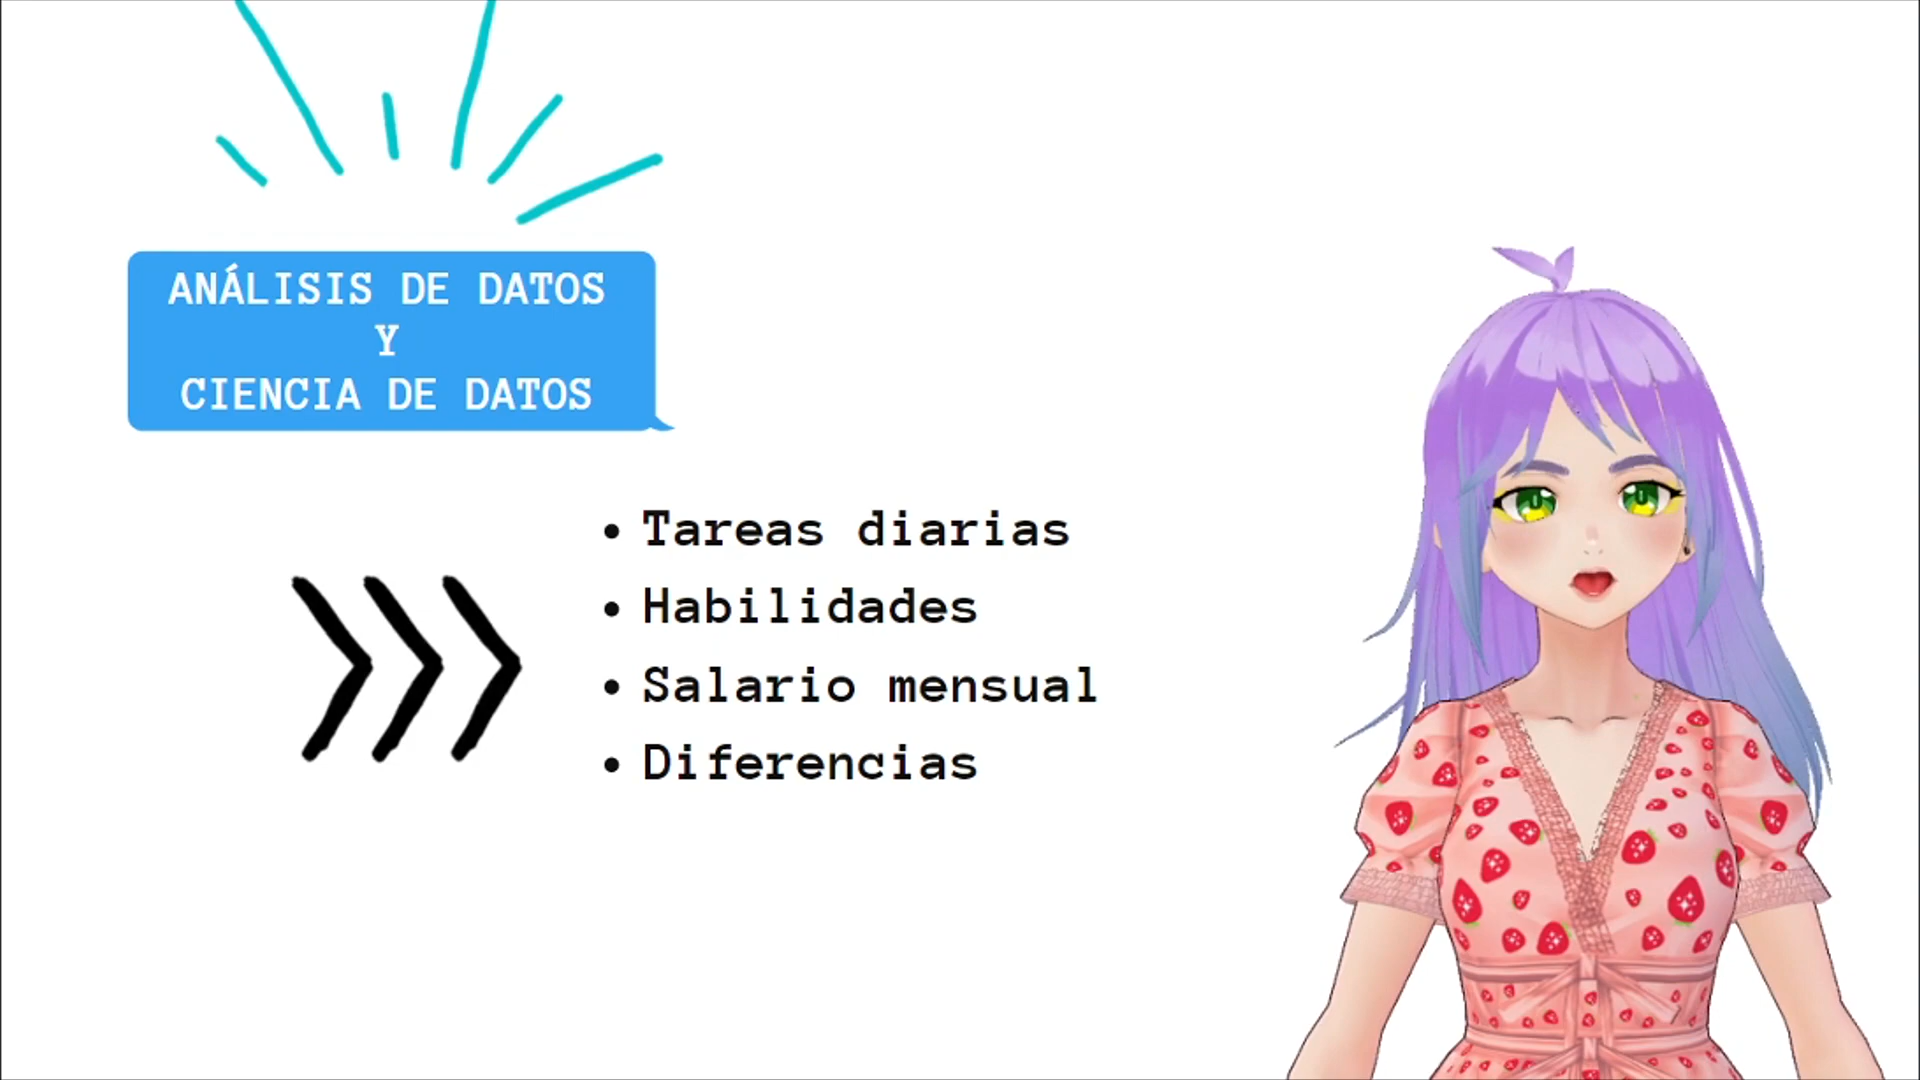 ANÁLISIS DE DATOS
Y
CIENCIA DE DATOS
• Tareas diarias
• Habilidades
• Salario mensual
• Diferencias